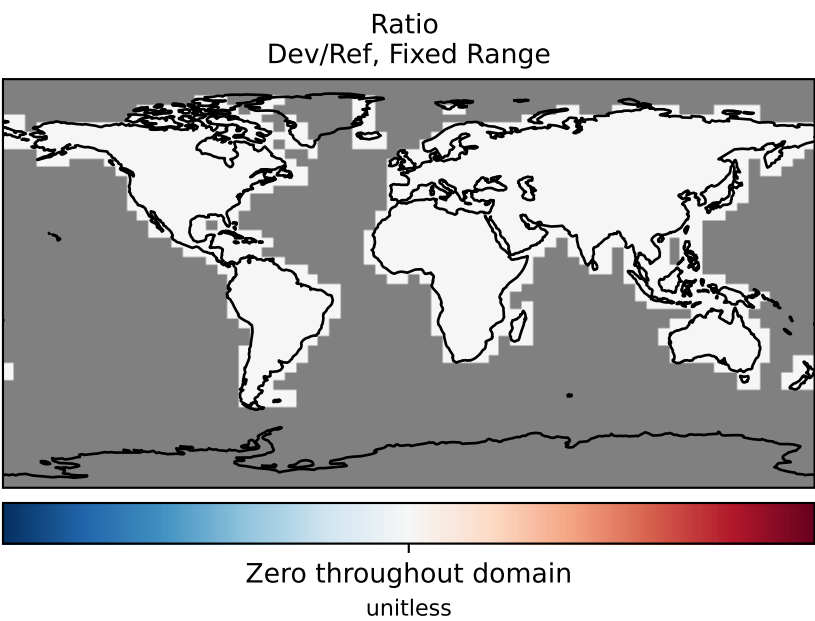 Ratio
Dev/Ref, Fixed Range
Zero throughout domain
unitless